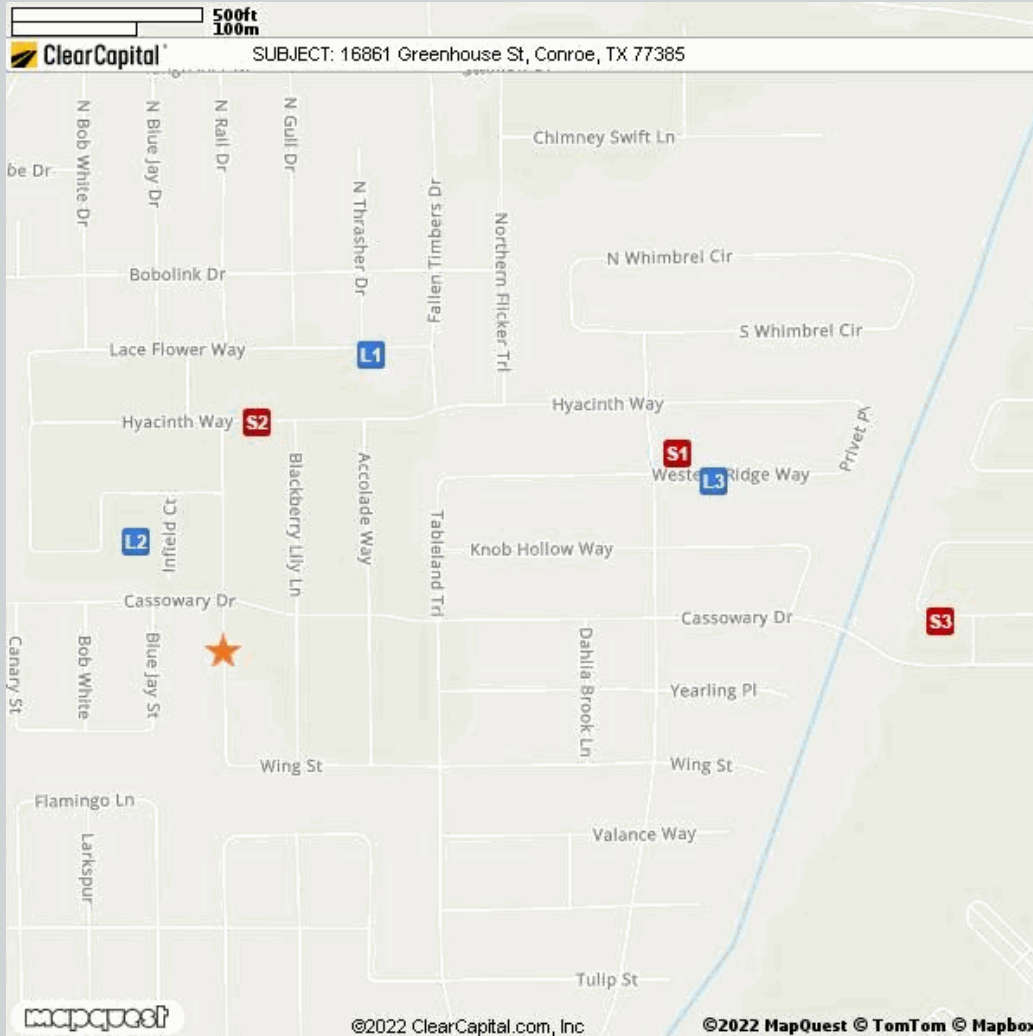 500ft
100m
ClearCapital
SUBJECT: 16861 Greenhouse St, Conroe, TX 77385
N Bob White Dr
N Blue Jay Dr
N Rail Dr
N Gull Dr
Chimney Swift Ln
be Dr
N Thrasher Dr
Fallen Timbers Dr
Northern Flicker Trl
N Whimbrel Cir
Bobolink Dr
S Whimbrel Cir
Lace Flower Way
L1
Hyacinth Way
Hyacinth Way
S2
Privet Pl
S1
Blackberry Lily Ln
Accolade Way
Ridge Way
L3
Infield Ct
Tableland Trl
L2
Knob Hollow Way
Cassowary Dr
Cassowary Dr
S3
Canary St
Bob White
Blue Jay St
Dahlia Brook Ln
Yearling Pl
Wing St
Wing St
Flamingo Ln
Larkspur
Valance Way
Tulip St
mapquest
©2022 ClearCapital.com, Inc
©2022 MapQuest © TomTom © Mapbox